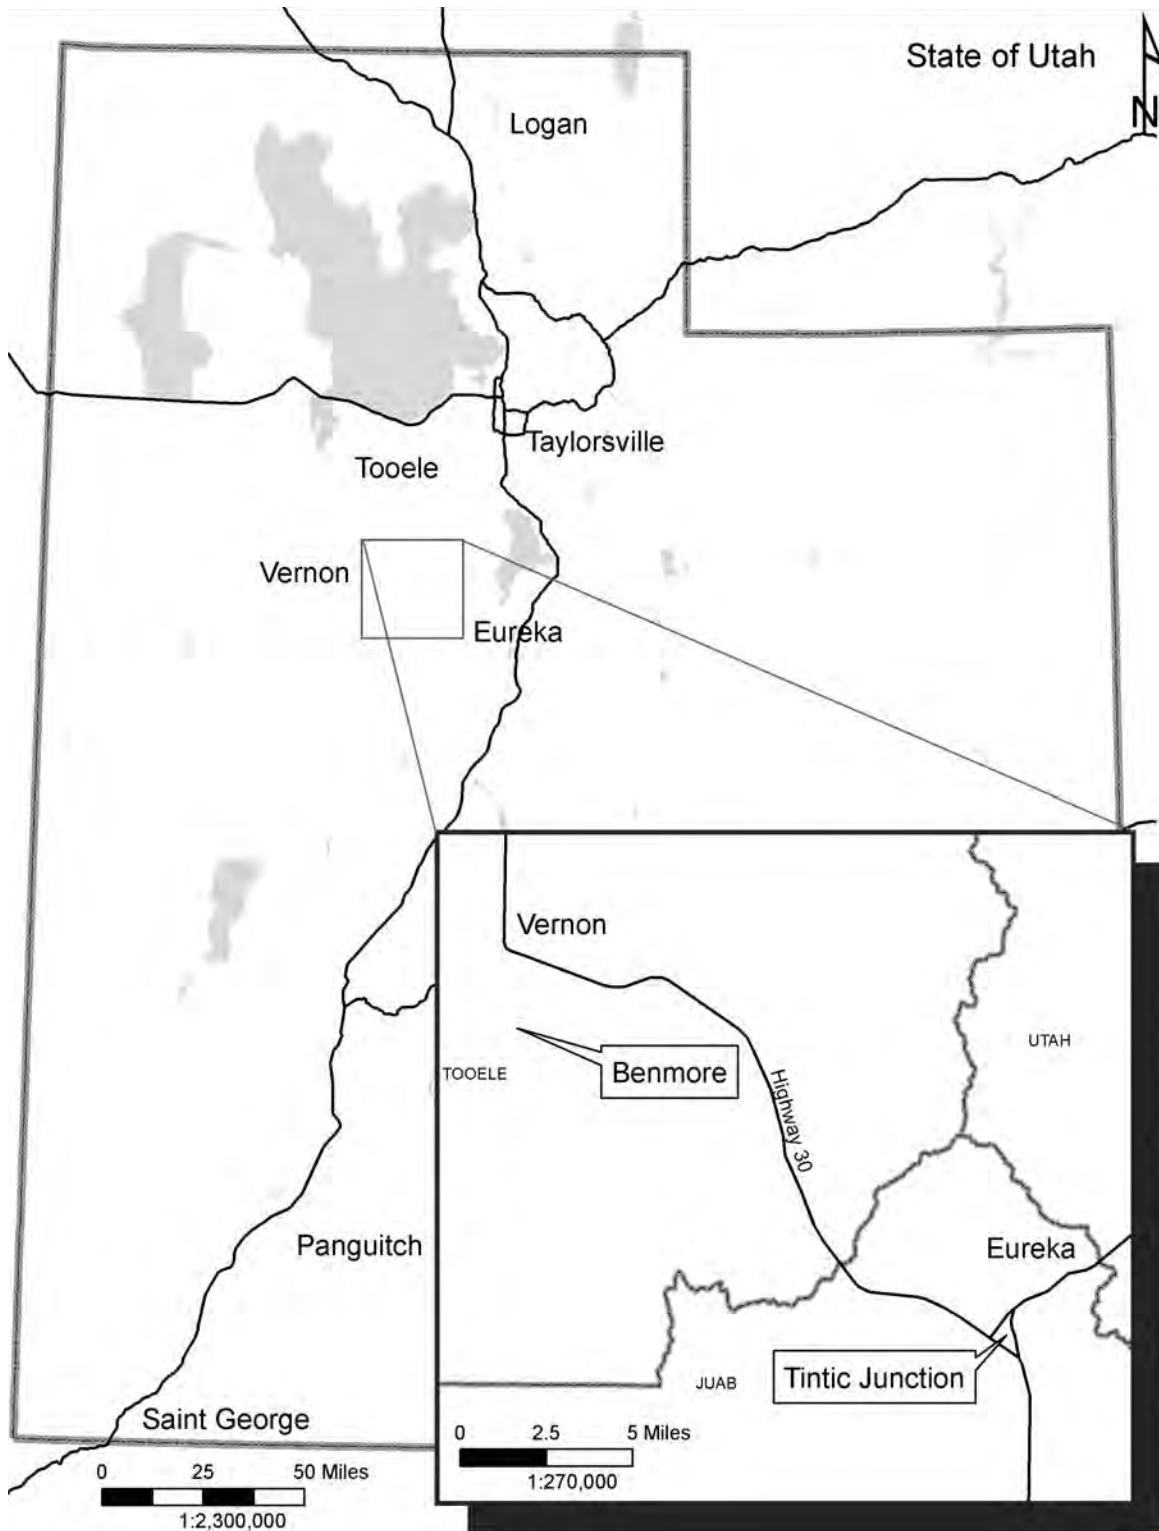 State of Utah
N
Logan
Taylorsville
Tooele
Vernon
Eureka
Vernon
UTAH
Benmore
TOOELE
Highway 30
Eureka
Panguitch
Tintic Junction
JUAB
Saint George
0 2.5 5 Miles
1:270,000
0 25 50 Miles
1:2,300,000